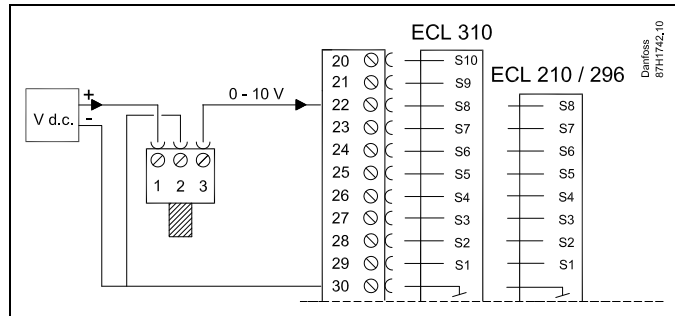 ECL 310
ECL 210 / 296
Danfoss
87H1742.10
+
-
V d.c.
0 - 10 V
1 2 3
20 S10
21 S9
22 S8 S8
23 S7 S7
24 S6 S6
25 S5 S5
26 S4 S4
27 S3 S3
28 S2 S2
29 S1 S1
30